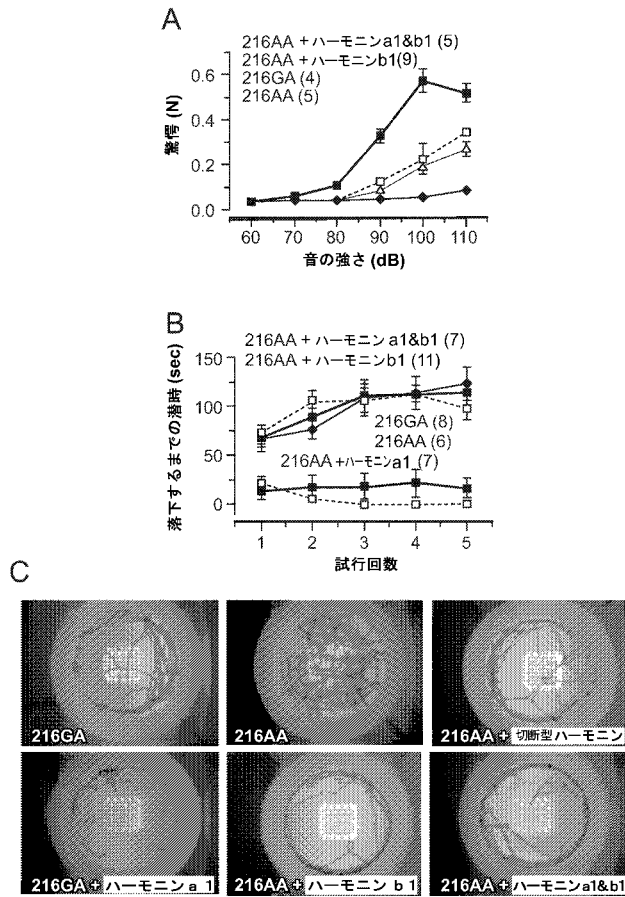 A
216AA + ハーモニンa1&b1 (5)
216AA + ハーモニンb1(9)
216GA (4)
216AA (5)
驚愕 (N)
0.6
0.4
0.2
0.0
60 70 80 90 100 110
音の強さ (dB)
B
216AA + ハーモニン a1&b1 (7)
216AA + ハーモニンb1 (11)
216GA (8)
216AA (6)
216AA +ハーモニンa1 (7)
落下するまでの潜時 (sec)
150
100
50
0
1 2 3 4 5
試行回数
C
216GA
216AA
216AA + 切断型ハーモニン
216GA + ハーモニン a 1
216AA + ハーモニン b 1
216AA + ハーモニンa1&b1